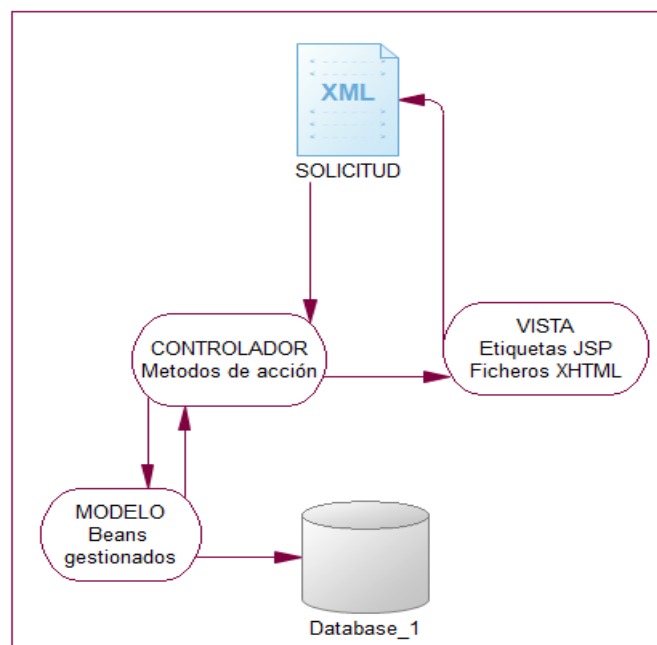 XML
SOLICITUD
CONTROLADOR
Metodos de acción
VISTA
Etiquetas JSP
Ficheros XHTML
MODELO
Beans
gestionados
Database_1